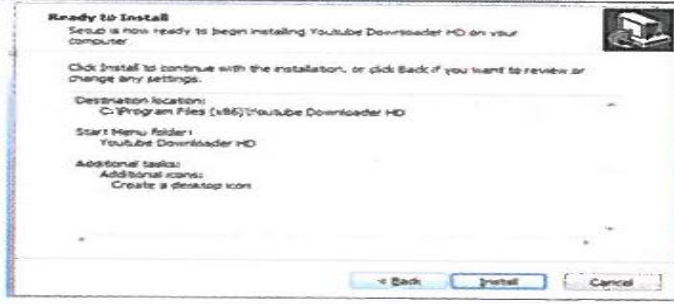 Ready to Install
Setup is now ready to begin installing Youtube Downloader HD on your
computer.
Click Install to continue with the installation, or click Back if you want to review or
change any settings.
Destination location:
C:\Program Files (x86)\Youtube Downloader HD
Start Menu folder:
Youtube Downloader HD
Additional tasks:
Additional icons:
Create a desktop icon
< Back Install Cancel